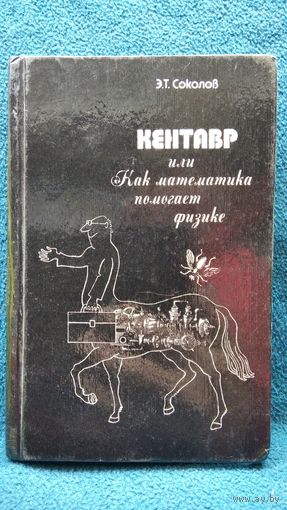 Э.Т. Соколов
КЕНТАВР
или
Как математика
помогает
физике
www.ay.by